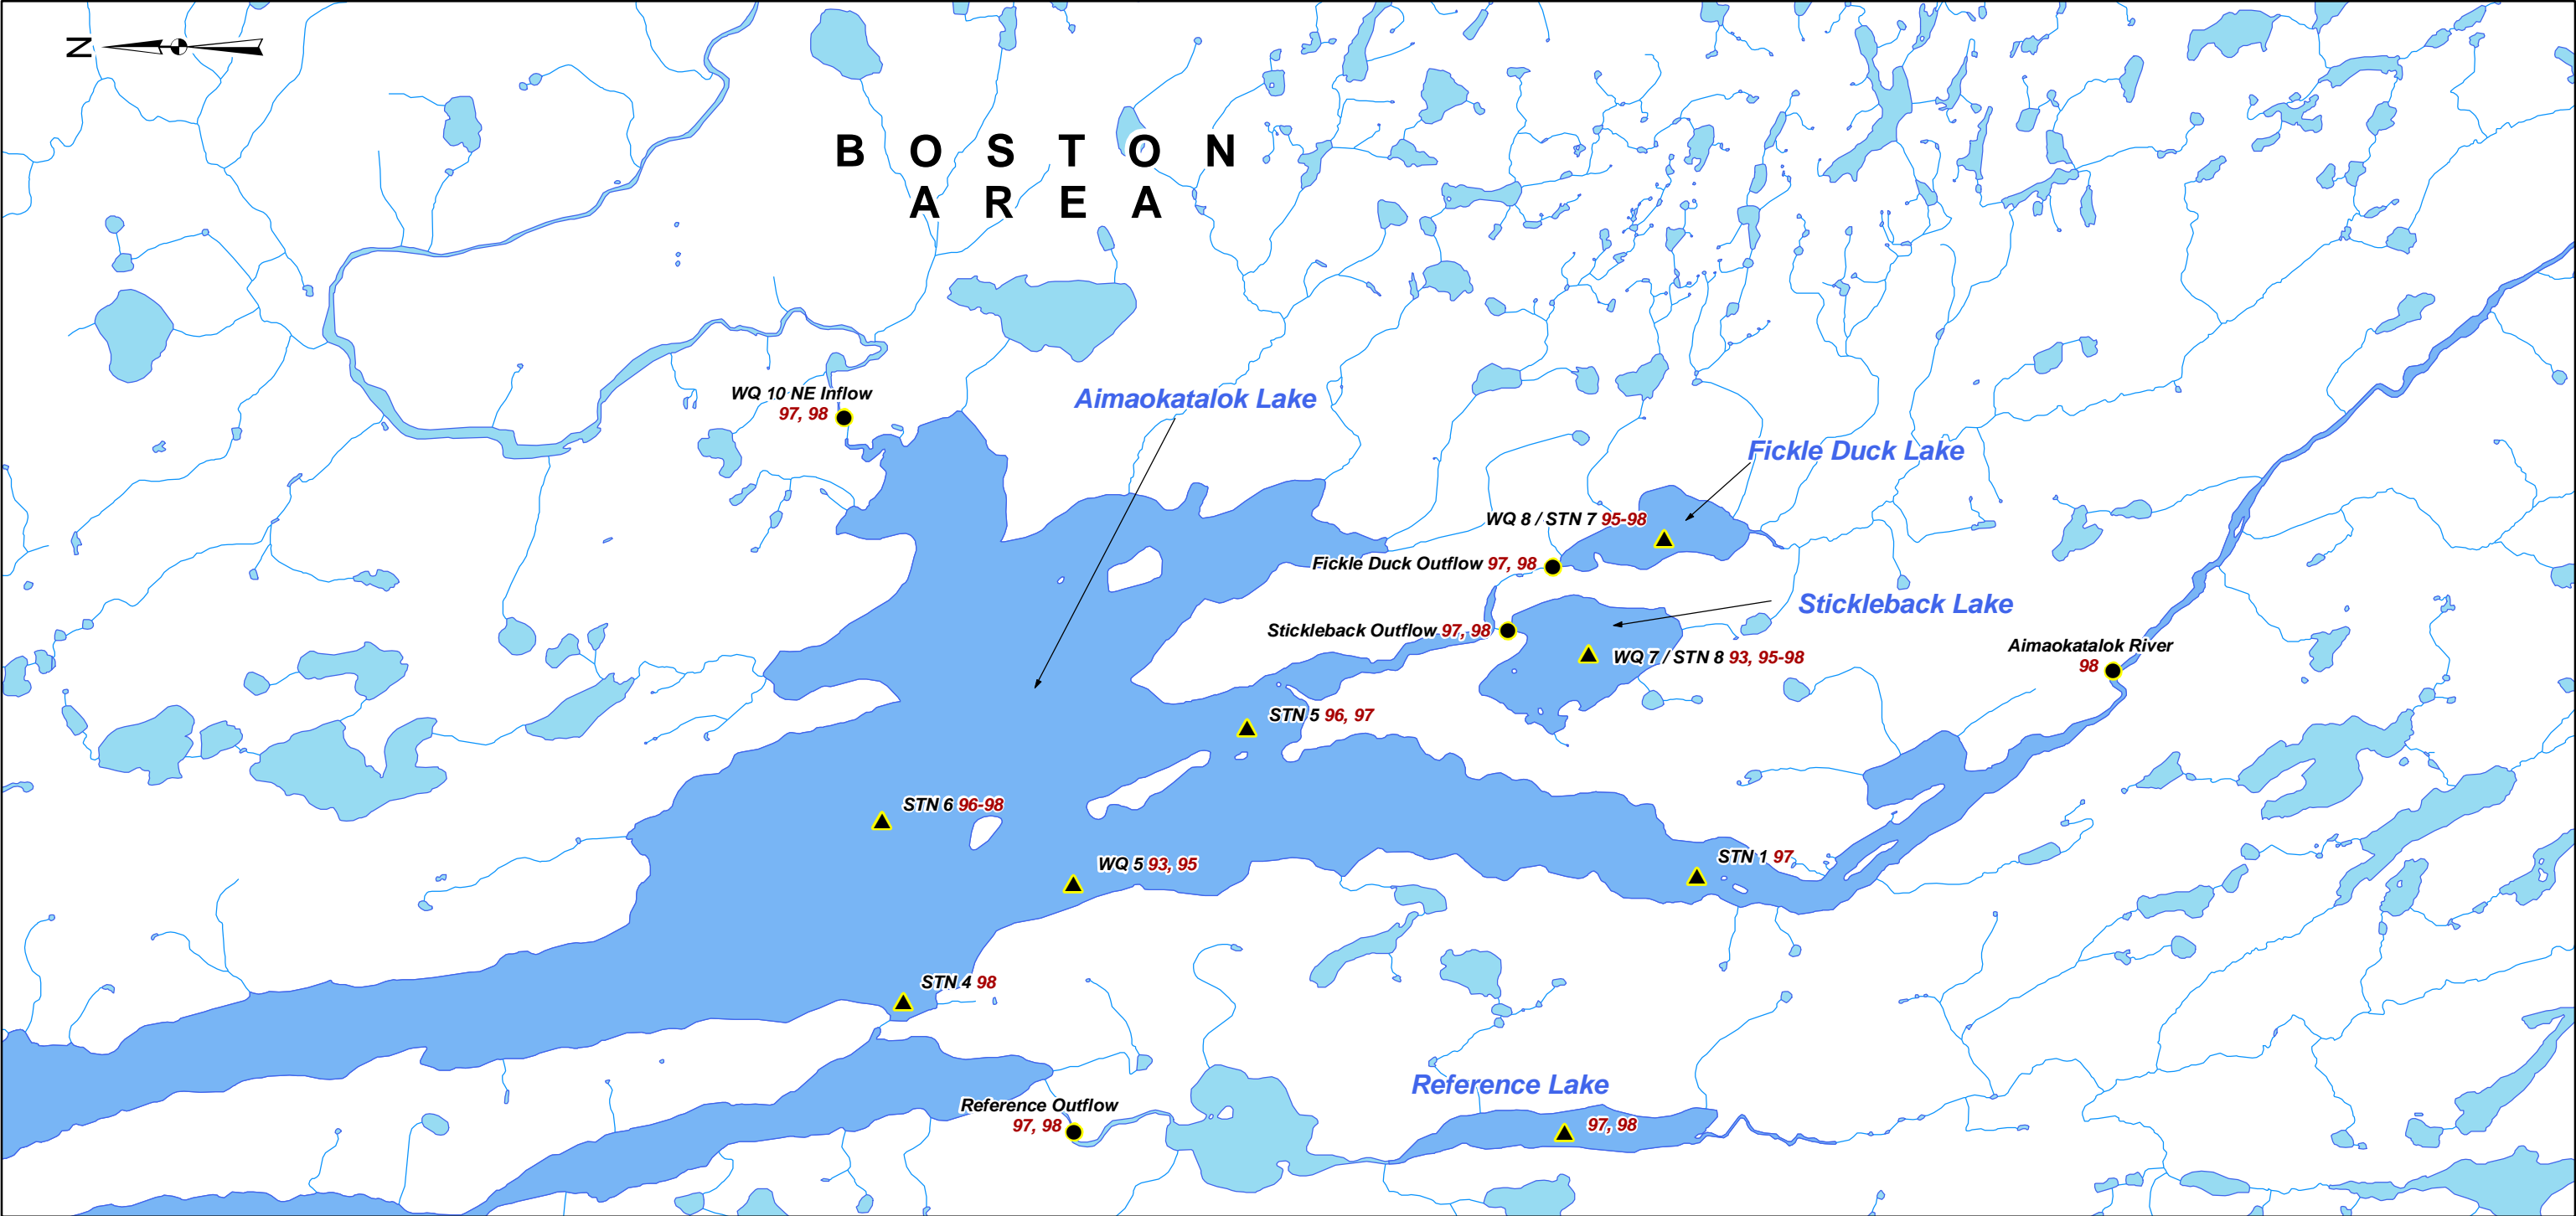 N
BOSTON
AREA
WQ 10 NE Inflow
97, 98
Aimaokatalok Lake
Fickle Duck Lake
WQ 8 / STN 7 95-98
Fickle Duck Outflow 97, 98
Stickleback Lake
Stickleback Outflow 97, 98
WQ 7 / STN 8 93, 95-98
Aimaokatalok River
98
STN 5 96, 97
STN 6 96-98
WQ 5 93, 95
STN 1 97
STN 4 98
Reference Lake
Reference Outflow
97, 98
97, 98